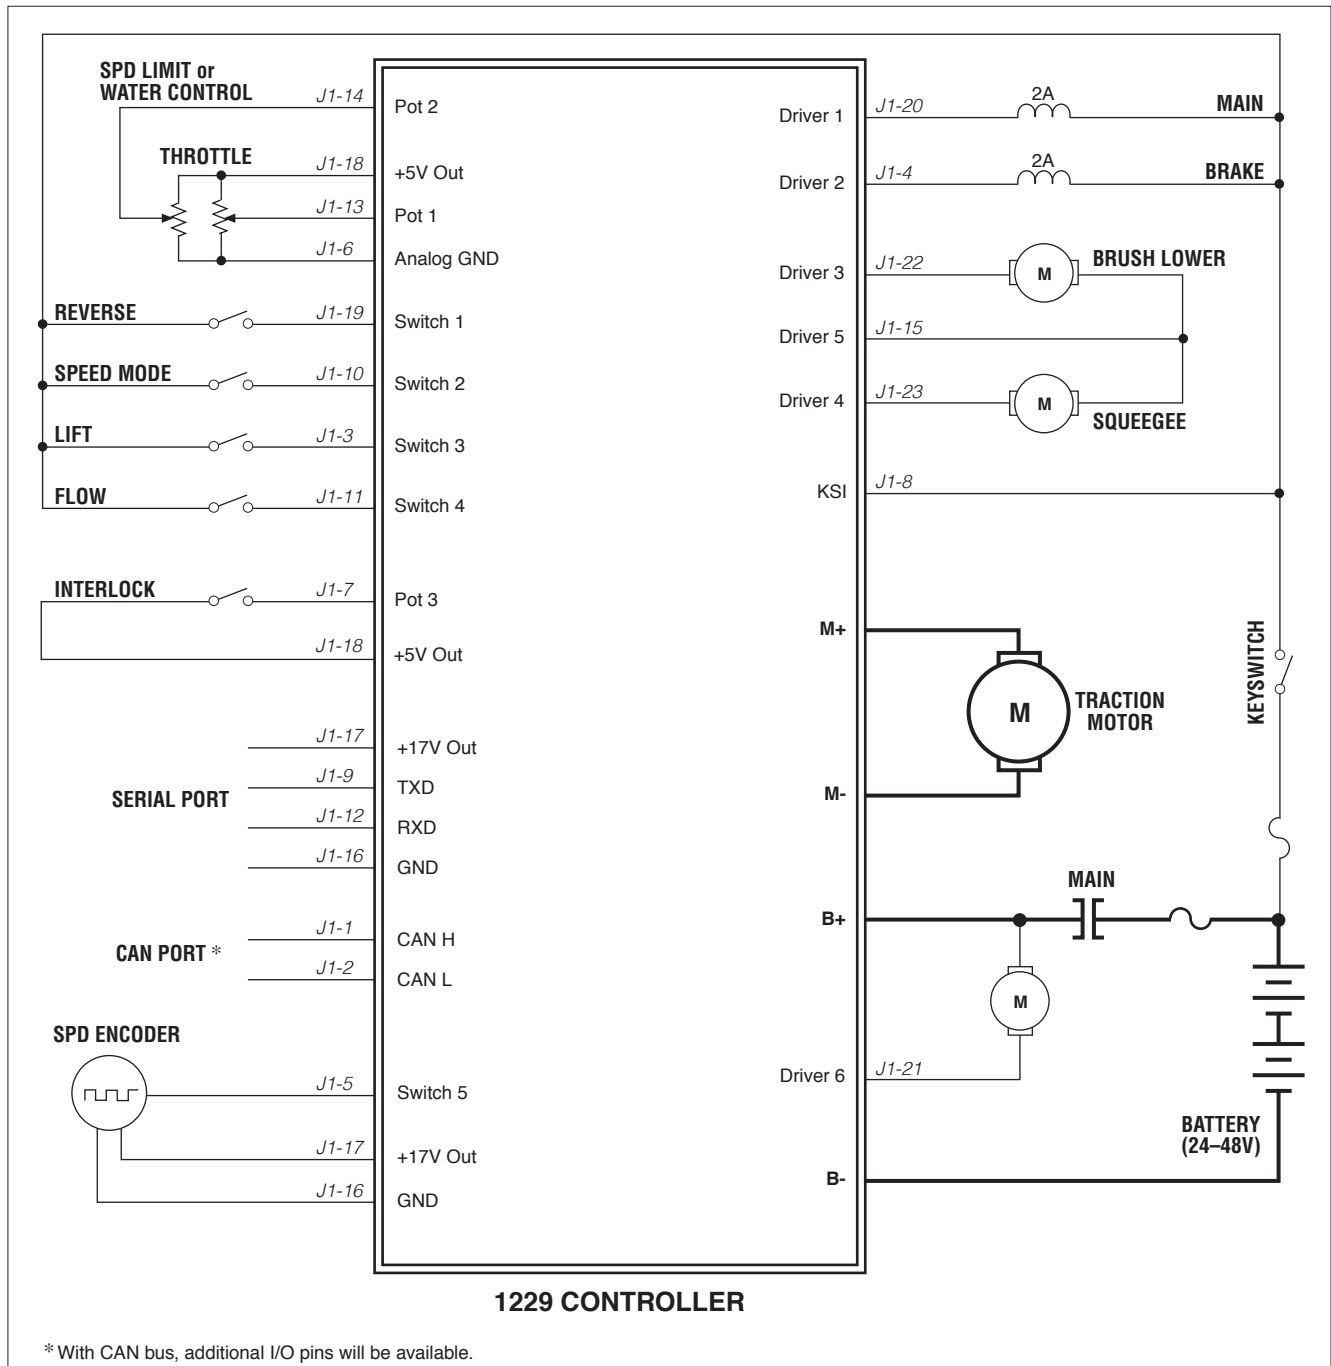 SPD LIMIT or
WATER CONTROL
J1-14
Pot 2
THROTTLE
J1-18
+5V Out
J1-13
Pot 1
J1-6
Analog GND
REVERSE
J1-19
Switch 1
SPEED MODE
J1-10
Switch 2
LIFT
J1-3
Switch 3
FLOW
J1-11
Switch 4
INTERLOCK
J1-7
Pot 3
J1-18
+5V Out
SERIAL PORT
J1-17
+17V Out
J1-9
TXD
J1-12
RXD
J1-16
GND
CAN PORT *
J1-1
CAN H
J1-2
CAN L
SPD ENCODER
J1-5
Switch 5
J1-17
+17V Out
J1-16
GND
Driver 1
J1-20
2A
MAIN
Driver 2
J1-4
2A
BRAKE
Driver 3
J1-22
M
BRUSH LOWER
Driver 5
J1-15
Driver 4
J1-23
M
SQUEEGEE
KSI
J1-8
KEYSWITCH
M+
M
TRACTION
MOTOR
M-
MAIN
B+
M
Driver 6
J1-21
BATTERY
(24–48V)
B-
1229 CONTROLLER
* With CAN bus, additional I/O pins will be available.